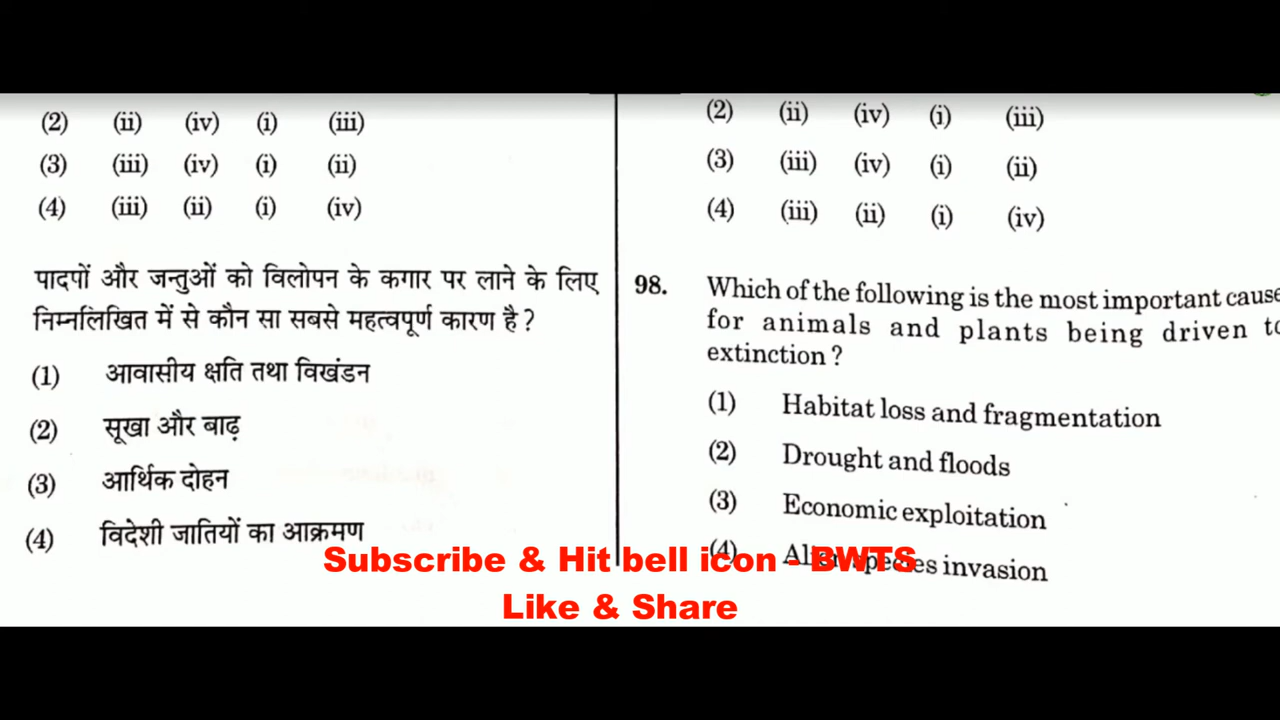 (2) (ii) (iv) (i) (iii)
(3) (iii) (iv) (i) (ii)
(4) (iii) (ii) (i) (iv)
पादपों और जन्तुओं को विलोपन के कगार पर लाने के लिए
निम्नलिखित में से कौन सा सबसे महत्वपूर्ण कारण है ?
(1) आवासीय क्षति तथा विखंडन
(2) सूखा और बाढ़
(3) आर्थिक दोहन
(4) विदेशी जातियों का आक्रमण
(2) (ii) (iv) (i) (iii)
(3) (iii) (iv) (i) (ii)
(4) (iii) (ii) (i) (iv)
98. Which of the following is the most important cause
for animals and plants being driven to
extinction ?
(1) Habitat loss and fragmentation
(2) Drought and floods
(3) Economic exploitation
(4) Alien species invasion
Subscribe & Hit bell icon - BWTS
Like & Share